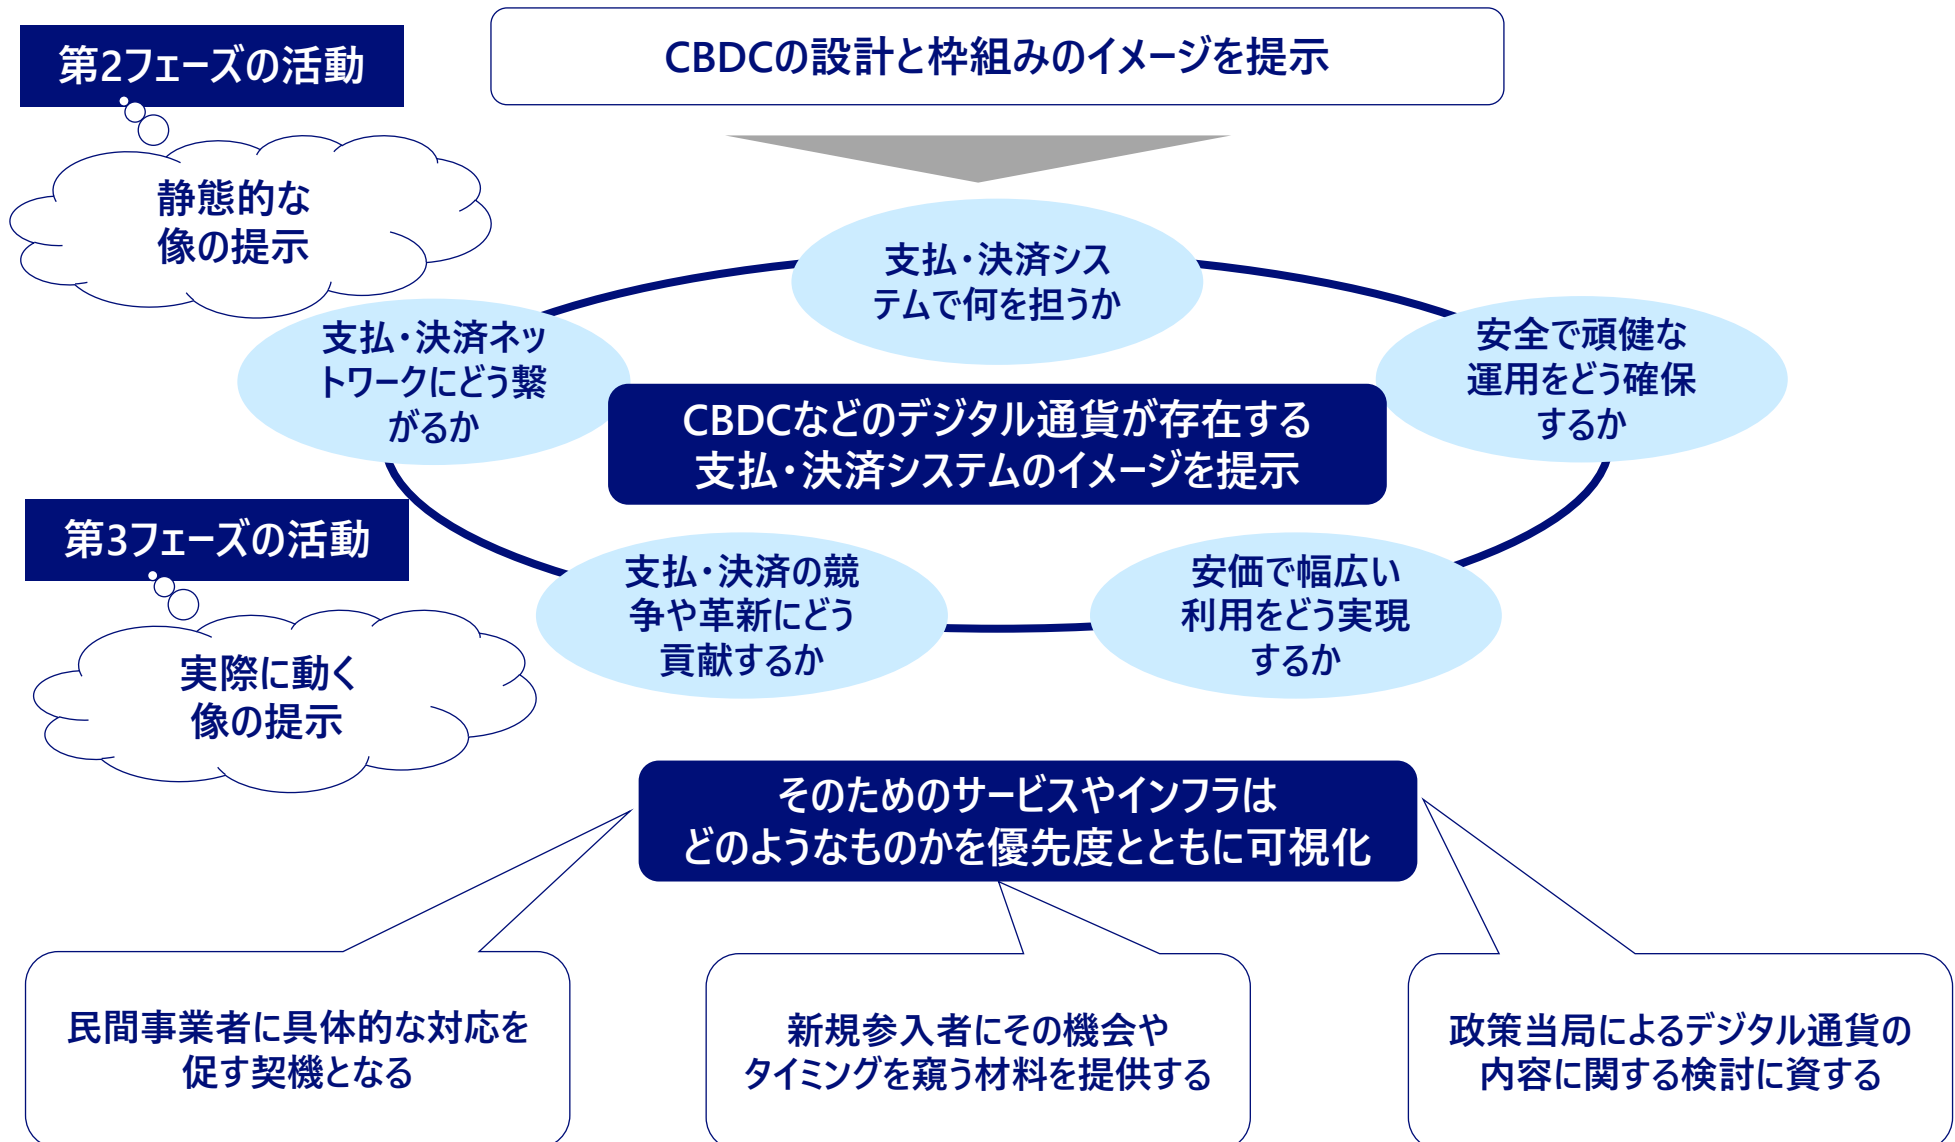 第2フェーズの活動
CBDCの設計と枠組みのイメージを提示
静態的な
像の提示
支払・決済シス
テムで何を担うか
支払・決済ネッ
トワークにどう繋
がるか
安全で頑健な
運用をどう確保
するか
CBDCなどのデジタル通貨が存在する
支払・決済システムのイメージを提示
第3フェーズの活動
支払・決済の競
争や革新にどう
貢献するか
安価で幅広い
利用をどう実現
するか
実際に動く
像の提示
そのためのサービスやインフラは
どのようなものかを優先度とともに可視化
民間事業者に具体的な対応を
促す契機となる
新規参入者にその機会や
タイミングを窺う材料を提供する
政策当局によるデジタル通貨の
内容に関する検討に資する